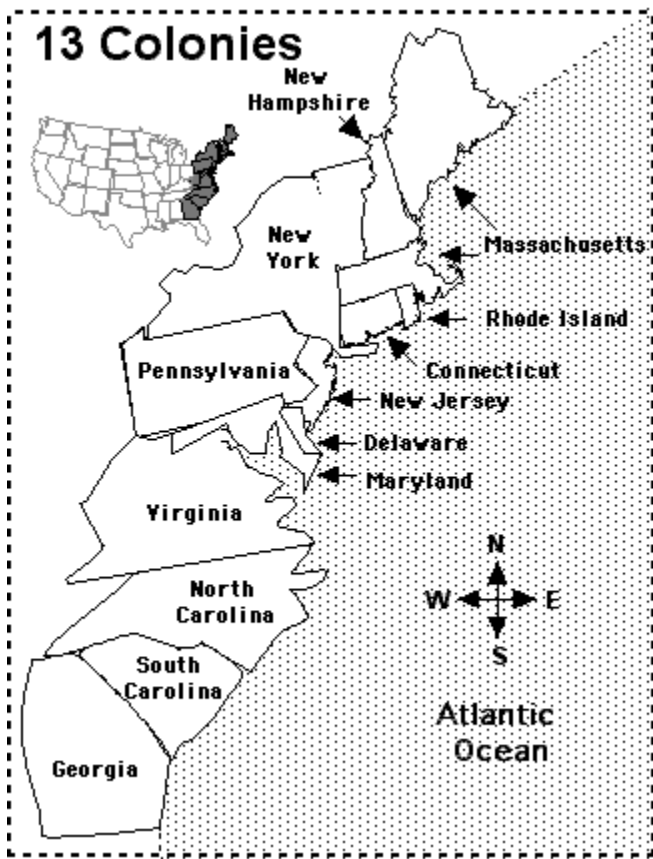 13 Colonies
New
Hampshire
New
York
Massachusetts
Rhode Island
Connecticut
Pennsylvania
New Jersey
Delaware
Maryland
Virginia
North
Carolina
South
Carolina
Georgia
N
W E
S
Atlantic
Ocean